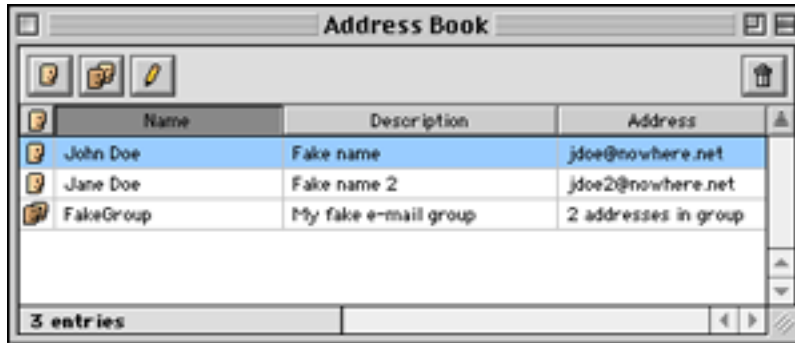 Address Book
Name Description Address
John Doe Fake name jdoe@nowhere.net
Jane Doe Fake name 2 jdoe2@nowhere.net
FakeGroup My fake e-mail group 2 addresses in group
3 entries